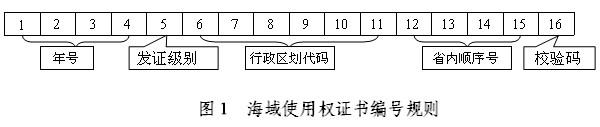 1 2 3 4 5 6 7 8 9 10 11 12 13 14 15 16
年号 发证级别 行政区划代码 省内顺序号 校验码
图1 海域使用权证书编号规则